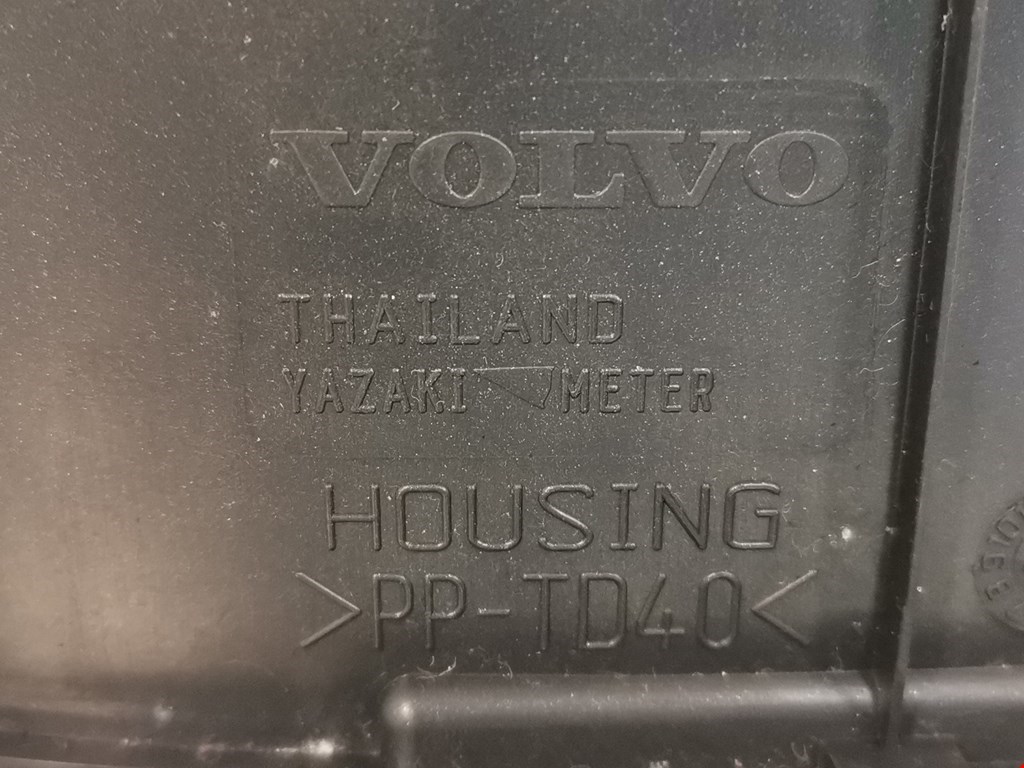 VOLVO
THAILAND
YAZAKI METER
HOUSING
>PP-TD40<